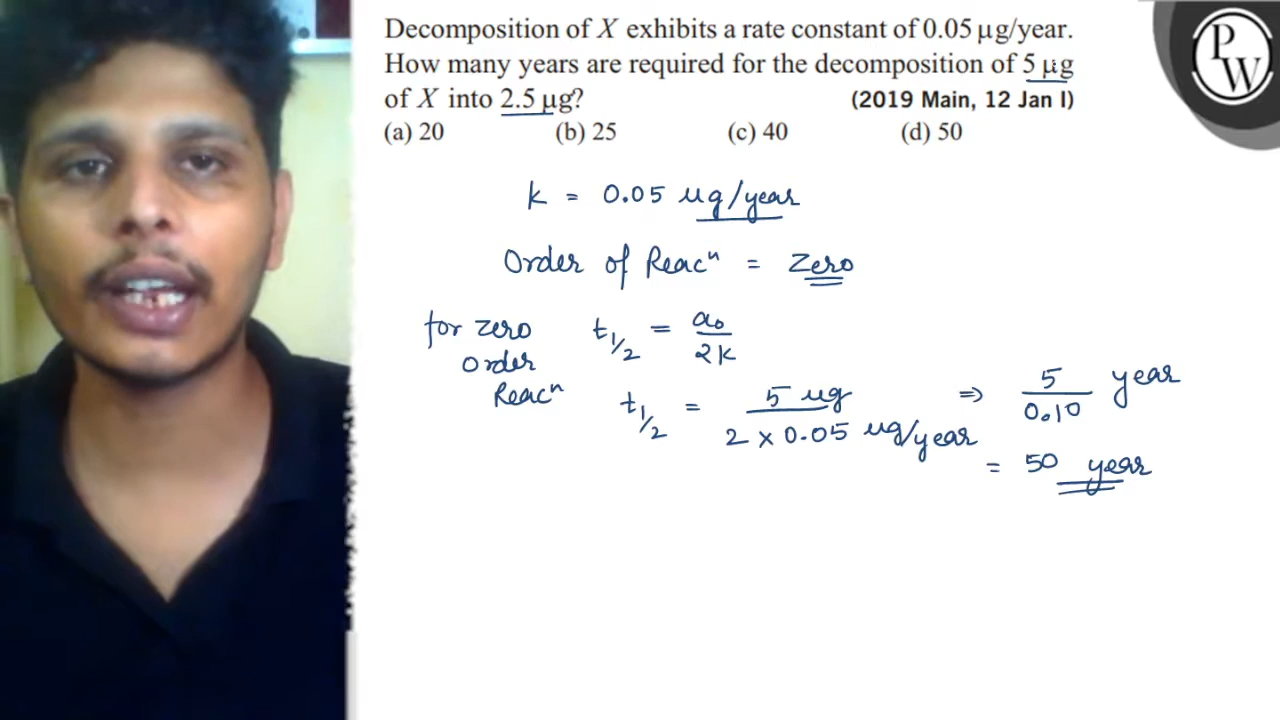 Decomposition of X exhibits a rate constant of 0.05 μg/year.
How many years are required for the decomposition of 5 μg
of X into 2.5 μg? (2019 Main, 12 Jan I)
(a) 20 (b) 25 (c) 40 (d) 50
k = 0.05 μg/year
Order of Reacⁿ = Zero
for zero order Reacⁿ t1/2 = a₀/2k
t1/2 = 5 μg / 2 × 0.05 μg/year ⇒ 5/0.10 year
= 50 year
PW